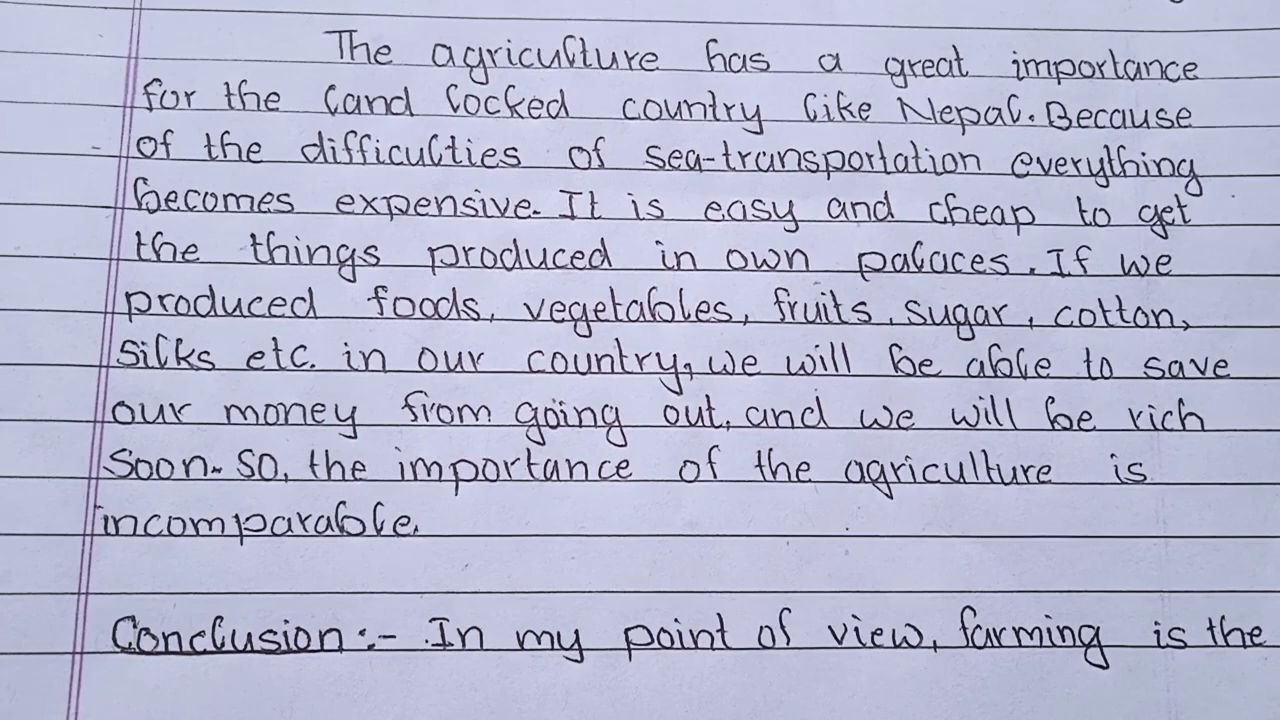 The agriculture has a great importance
for the land locked country like Nepal. Because
of the difficulties of sea-transportation everything
becomes expensive. It is easy and cheap to get
the things produced in own palaces. If we
produced foods, vegetables, fruits, sugar, cotton,
silks etc. in our country, we will be able to save
our money from going out, and we will be rich
soon. So, the importance of the agriculture is
incomparable.
Conclusion :- In my point of view, farming is the